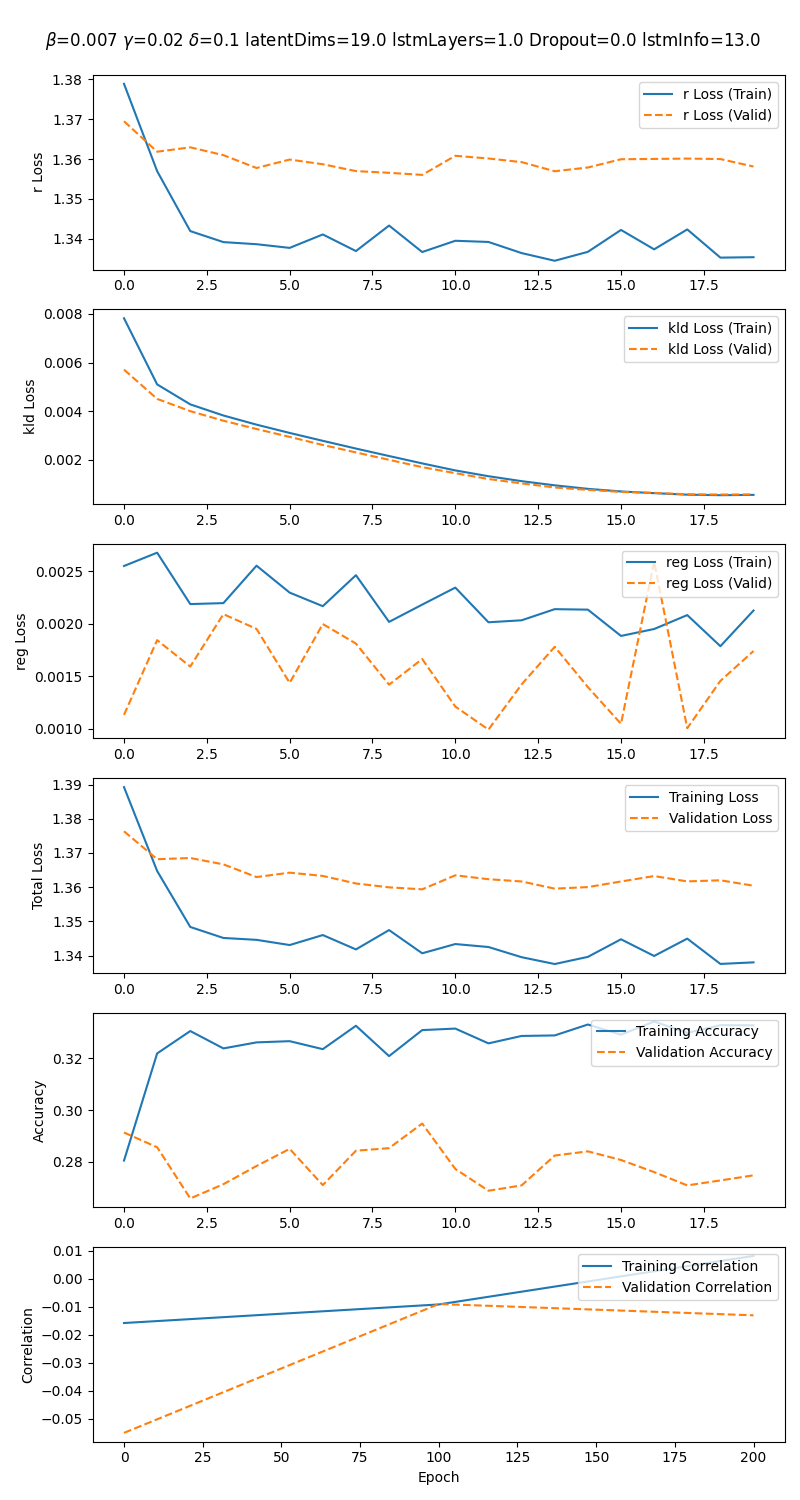 β=0.007 γ=0.02 δ=0.1 latentDims=19.0 lstmLayers=1.0 Dropout=0.0 lstmInfo=13.0
1.38
1.37
1.36
1.35
1.34
r Loss
r Loss (Train)
r Loss (Valid)
0.0 2.5 5.0 7.5 10.0 12.5 15.0 17.5
0.008
0.006
0.004
0.002
kld Loss
kld Loss (Train)
kld Loss (Valid)
0.0 2.5 5.0 7.5 10.0 12.5 15.0 17.5
0.0025
0.0020
0.0015
0.0010
reg Loss
reg Loss (Train)
reg Loss (Valid)
0.0 2.5 5.0 7.5 10.0 12.5 15.0 17.5
1.39
1.38
1.37
1.36
1.35
1.34
Total Loss
Training Loss
Validation Loss
0.0 2.5 5.0 7.5 10.0 12.5 15.0 17.5
0.32
0.30
0.28
Accuracy
Training Accuracy
Validation Accuracy
0.0 2.5 5.0 7.5 10.0 12.5 15.0 17.5
0.01
0.00
−0.01
−0.02
−0.03
−0.04
−0.05
Correlation
Training Correlation
Validation Correlation
0 25 50 75 100 125 150 175 200
Epoch